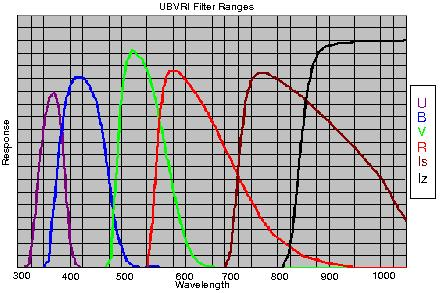 UBVRI Filter Ranges
Response
U
B
V
R
Is
Iz
300 400 500 600 700 800 900 1000
Wavelength